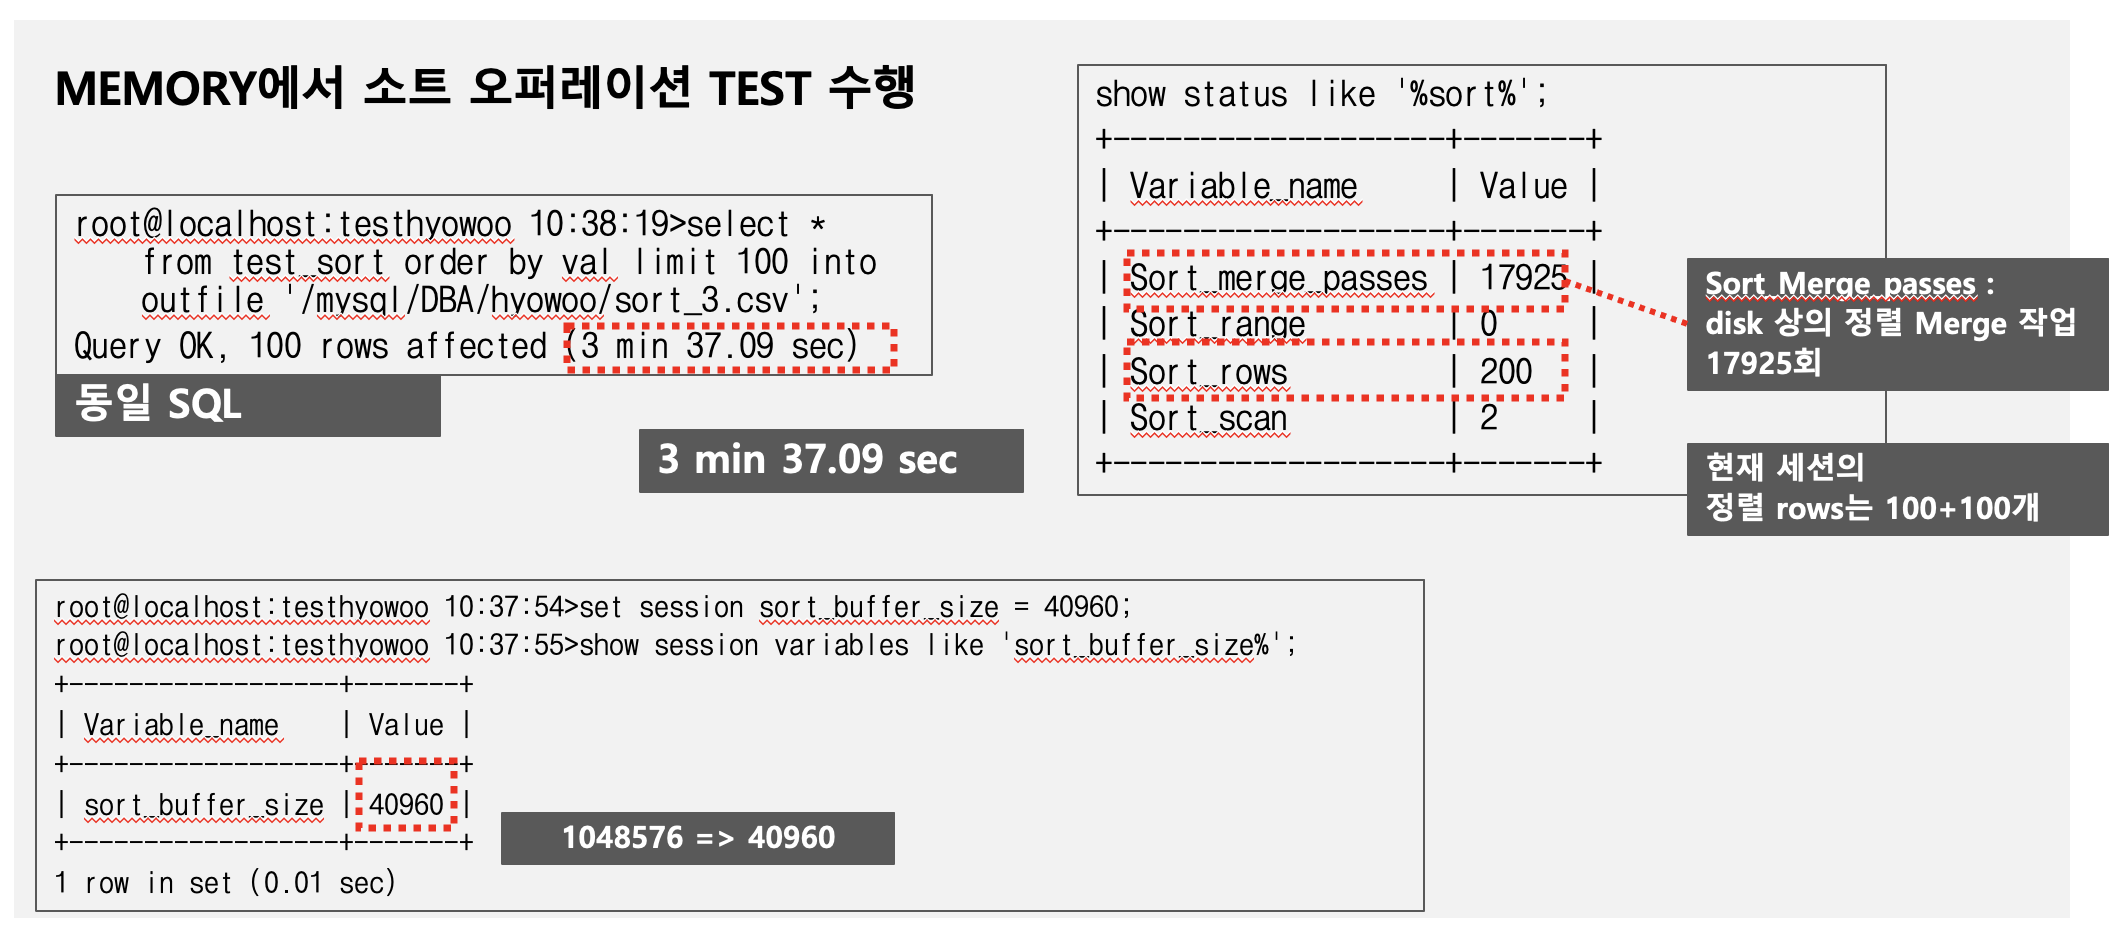 MEMORY에서 소트 오퍼레이션 TEST 수행
root@localhost:testhyowoo 10:38:19>select *
from test_sort order by val limit 100 into
outfile '/mysql/DBA/hyowoo/sort_3.csv';
Query OK, 100 rows affected (3 min 37.09 sec)
동일 SQL
3 min 37.09 sec
show status like '%sort%';
+-------------------+-------+
| Variable_name | Value |
+-------------------+-------+
| Sort_merge_passes | 17925 |
| Sort_range | 0 |
| Sort_rows | 200 |
| Sort_scan | 2 |
+-------------------+-------+
Sort_Merge_passes :
disk 상의 정렬 Merge 작업
17925회
현재 세션의
정렬 rows는 100+100개
root@localhost:testhyowoo 10:37:54>set session sort_buffer_size = 40960;
root@localhost:testhyowoo 10:37:55>show session variables like 'sort_buffer_size%';
+------------------+-------+
| Variable_name | Value |
+------------------+-------+
| sort_buffer_size | 40960 |
+------------------+-------+
1 row in set (0.01 sec)
1048576 => 40960